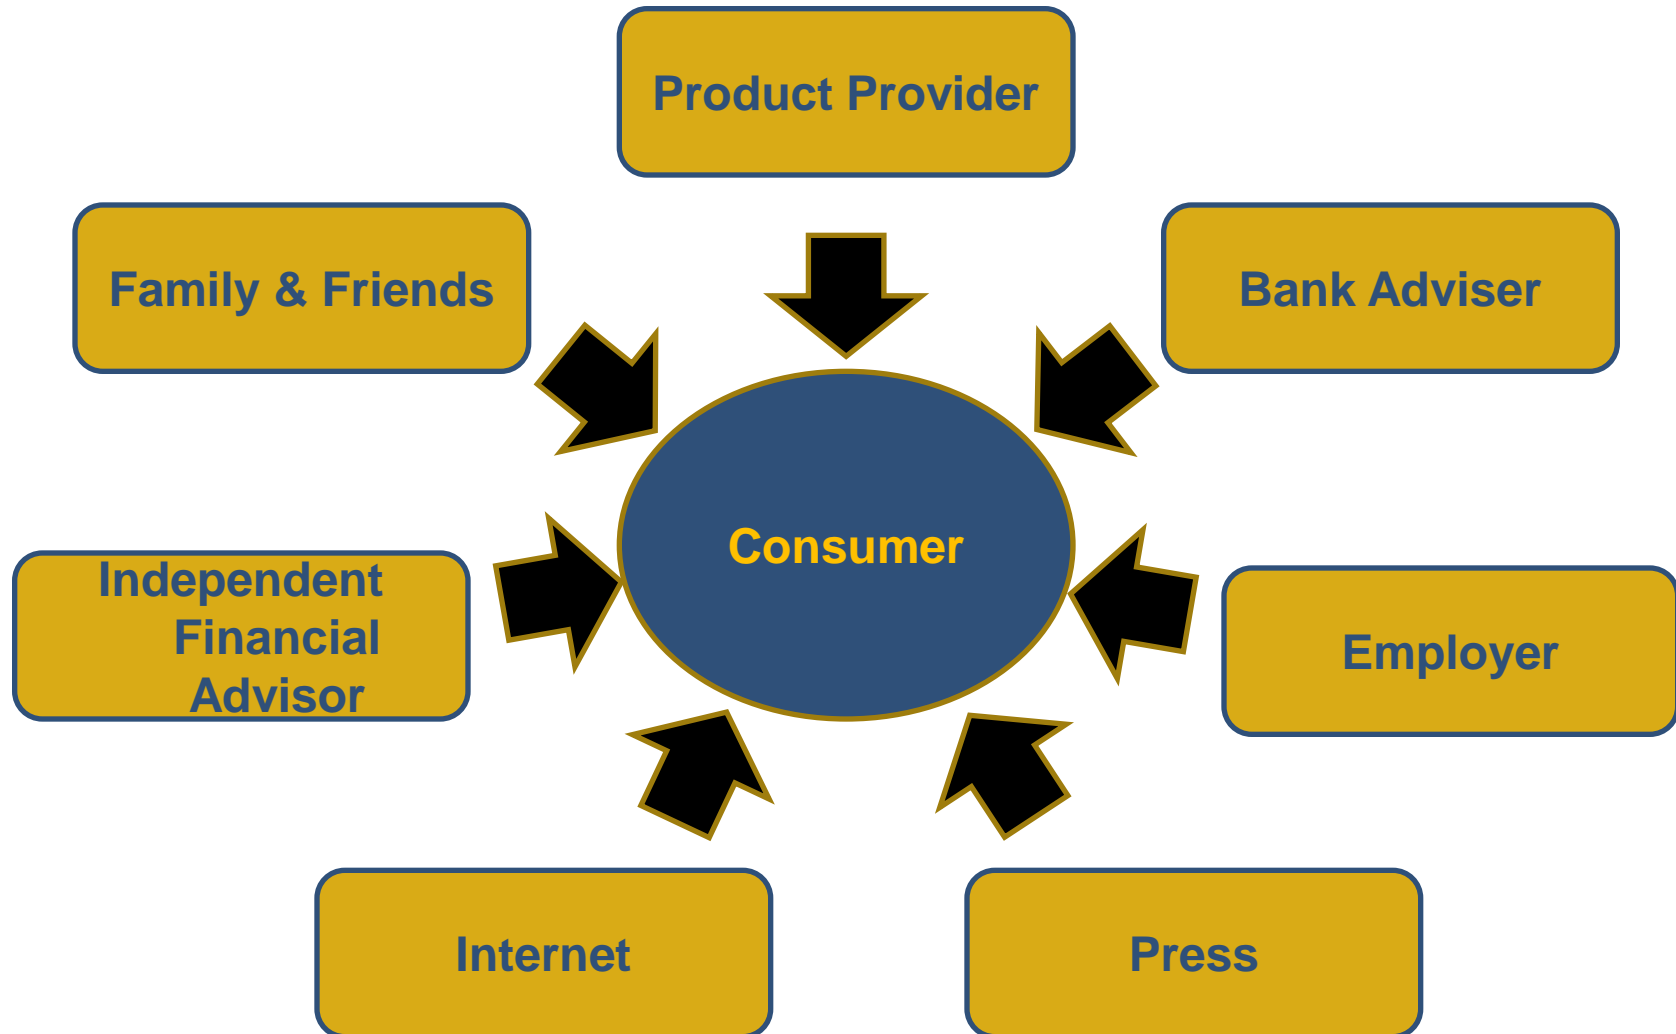 Product Provider
Family & Friends
Bank Adviser
Consumer
Independent
Financial
Advisor
Employer
Internet
Press